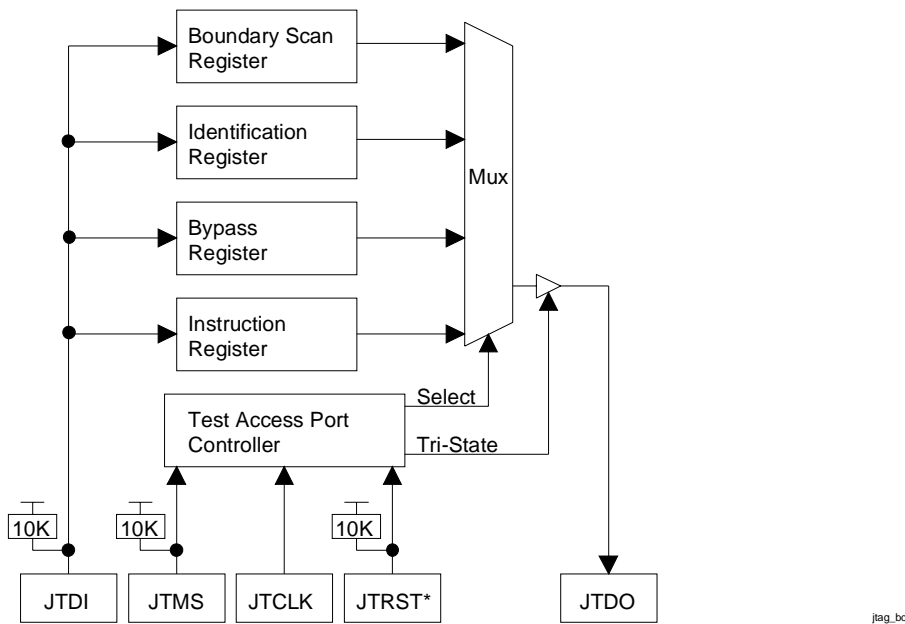 Boundary Scan
Register
Identification
Register
Mux
Bypass
Register
Instruction
Register
Select
Test Access Port
Controller
Tri-State
10K
10K
10K
JTDI
JTMS
JTCLK
JTRST*
JTDO
jtag_bo